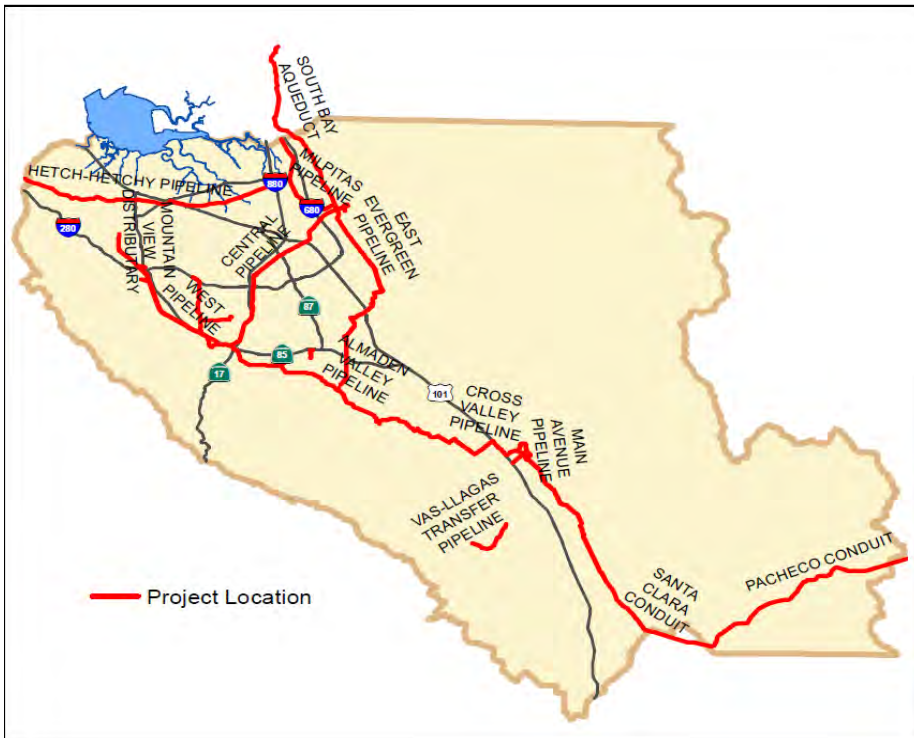 SOUTH BAY
AQUEDUCT
MILPITAS
PIPELINE
HETCH-HETCHY PIPELINE
880
680
280
EAST
EVERGREEN
PIPELINE
CENTRAL
PIPELINE
MOUNTAIN
VIEW
DISTRIBUTARY
WEST
PIPELINE
87
85
17
ALMADEN
VALLEY
PIPELINE
101
CROSS
VALLEY
PIPELINE
MAIN
AVENUE
PIPELINE
VAS-LLAGAS
TRANSFER
PIPELINE
SANTA
CLARA
CONDUIT
PACHECO CONDUIT
Project Location